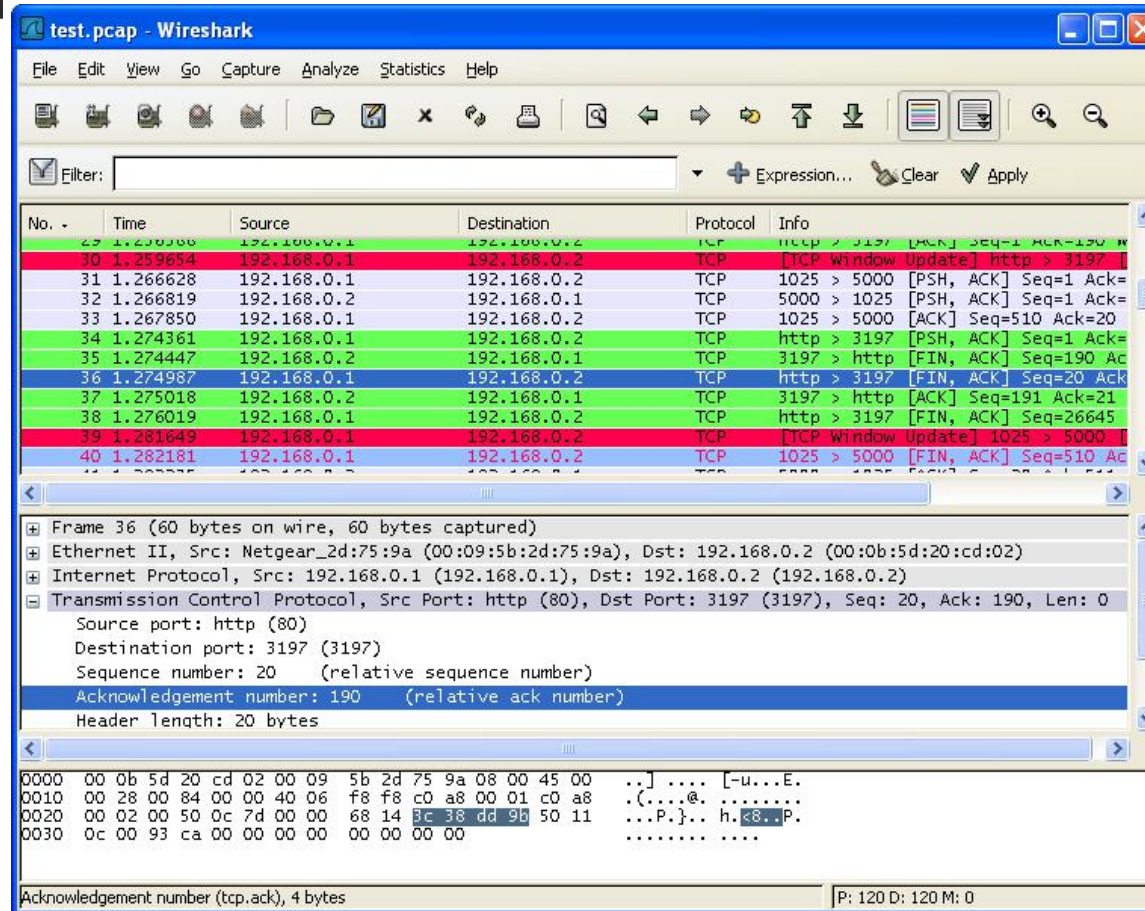 test.pcap - Wireshark
File Edit View Go Capture Analyze Statistics Help
Filter: Expression... Clear Apply
No. Time Source Destination Protocol Info
29 1.256566 192.168.0.1 192.168.0.2 TCP http > 3197 [ACK] Seq=1 Ack=190
30 1.259654 192.168.0.1 192.168.0.2 TCP [TCP Window Update] http > 3197 [
31 1.266628 192.168.0.1 192.168.0.2 TCP 1025 > 5000 [PSH, ACK] Seq=1 Ack=
32 1.266819 192.168.0.2 192.168.0.1 TCP 5000 > 1025 [PSH, ACK] Seq=1 Ack=
33 1.267850 192.168.0.1 192.168.0.2 TCP 1025 > 5000 [ACK] Seq=510 Ack=20
34 1.274361 192.168.0.1 192.168.0.2 TCP http > 3197 [PSH, ACK] Seq=1 Ack=
35 1.274447 192.168.0.2 192.168.0.1 TCP 3197 > http [FIN, ACK] Seq=190 Ac
36 1.274987 192.168.0.1 192.168.0.2 TCP http > 3197 [FIN, ACK] Seq=20 Ack
37 1.275018 192.168.0.2 192.168.0.1 TCP 3197 > http [ACK] Seq=191 Ack=21
38 1.276019 192.168.0.1 192.168.0.2 TCP http > 3197 [FIN, ACK] Seq=26645
39 1.281649 192.168.0.1 192.168.0.2 TCP [TCP Window Update] 1025 > 5000 [
40 1.282181 192.168.0.1 192.168.0.2 TCP 1025 > 5000 [FIN, ACK] Seq=510 Ac
Frame 36 (60 bytes on wire, 60 bytes captured)
Ethernet II, Src: Netgear_2d:75:9a (00:09:5b:2d:75:9a), Dst: 192.168.0.2 (00:0b:5d:20:cd:02)
Internet Protocol, Src: 192.168.0.1 (192.168.0.1), Dst: 192.168.0.2 (192.168.0.2)
Transmission Control Protocol, Src Port: http (80), Dst Port: 3197 (3197), Seq: 20, Ack: 190, Len: 0
Source port: http (80)
Destination port: 3197 (3197)
Sequence number: 20 (relative sequence number)
Acknowledgement number: 190 (relative ack number)
Header length: 20 bytes
0000 00 0b 5d 20 cd 02 00 09 5b 2d 75 9a 08 00 45 00 ..] .... [-u...E.
0010 00 28 00 84 00 00 40 06 f8 f8 c0 a8 00 01 c0 a8 .(....@. ........
0020 00 02 00 50 0c 7d 00 00 68 14 3c 38 dd 9b 50 11 ...P.}.. h.<8..P.
0030 0c 00 93 ca 00 00 00 00 00 00 00 00 ........ ....
Acknowledgement number (tcp.ack), 4 bytes P: 120 D: 120 M: 0